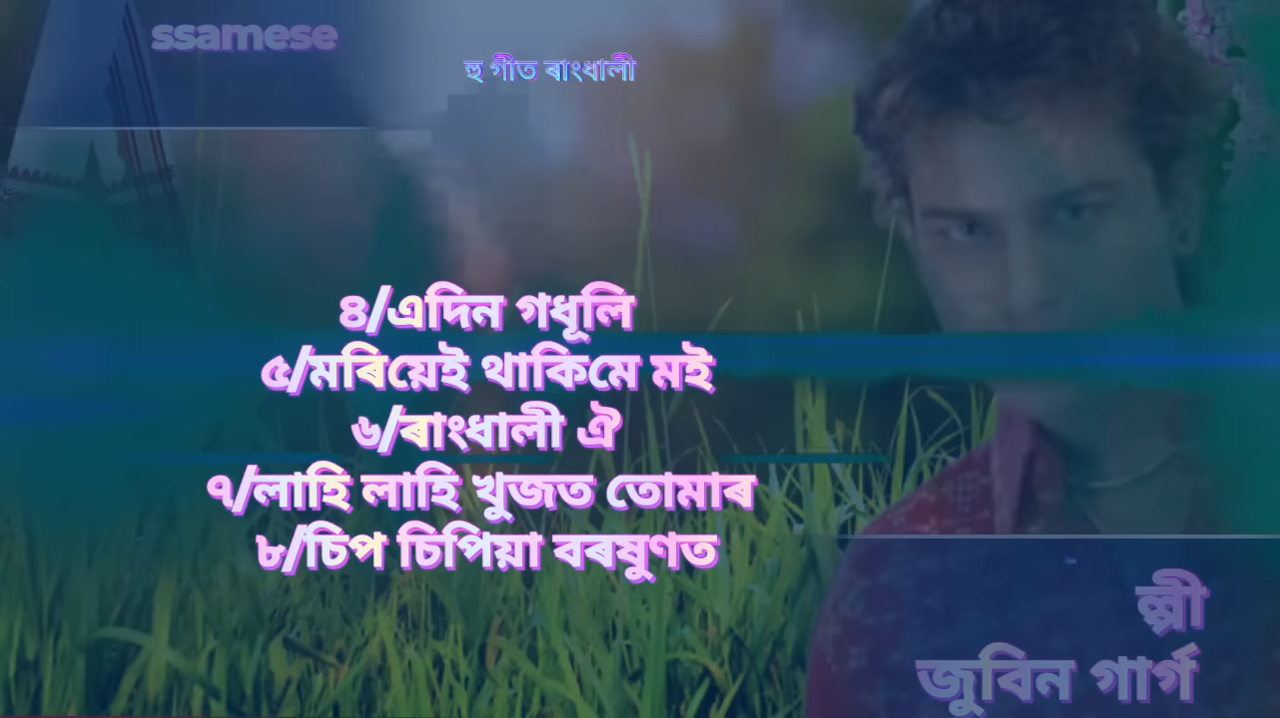 ssamese
হু গীত ৰাংধালী
৪/এদিন গধূলি
৫/মৰিয়েই থাকিমে মই
৬/ৰাংধালী ঐ
৭/লাহি লাহি খুজত তোমাৰ
৮/চিপ চিপিয়া বৰষুণত
ল্পী
জুবিন গাৰ্গ